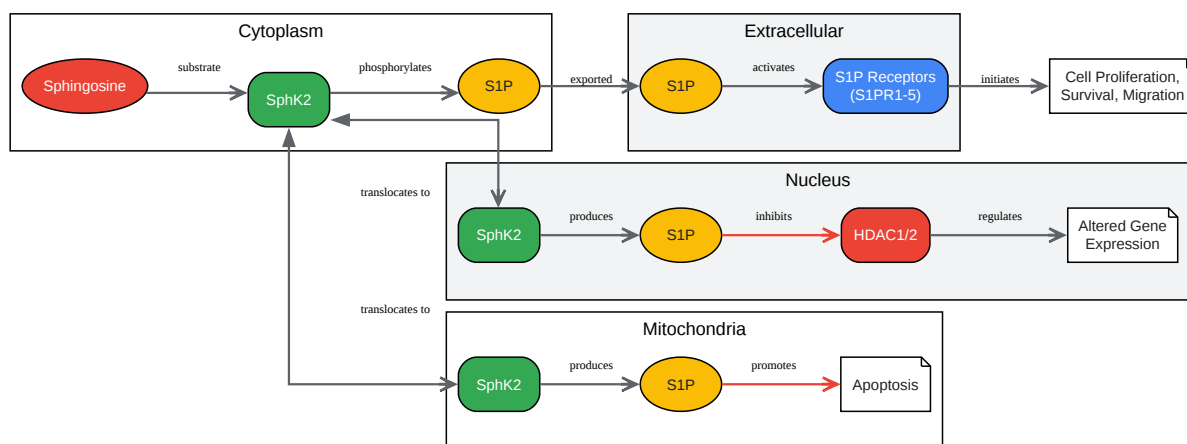 Cytoplasm
Sphingosine
substrate
SphK2
phosphorylates
S1P
exported
Extracellular
S1P
activates
S1P Receptors
(S1PR1-5)
initiates
Cell Proliferation,
Survival, Migration
translocates to
Nucleus
SphK2
produces
S1P
inhibits
HDAC1/2
regulates
Altered Gene
Expression
translocates to
Mitochondria
SphK2
produces
S1P
promotes
Apoptosis